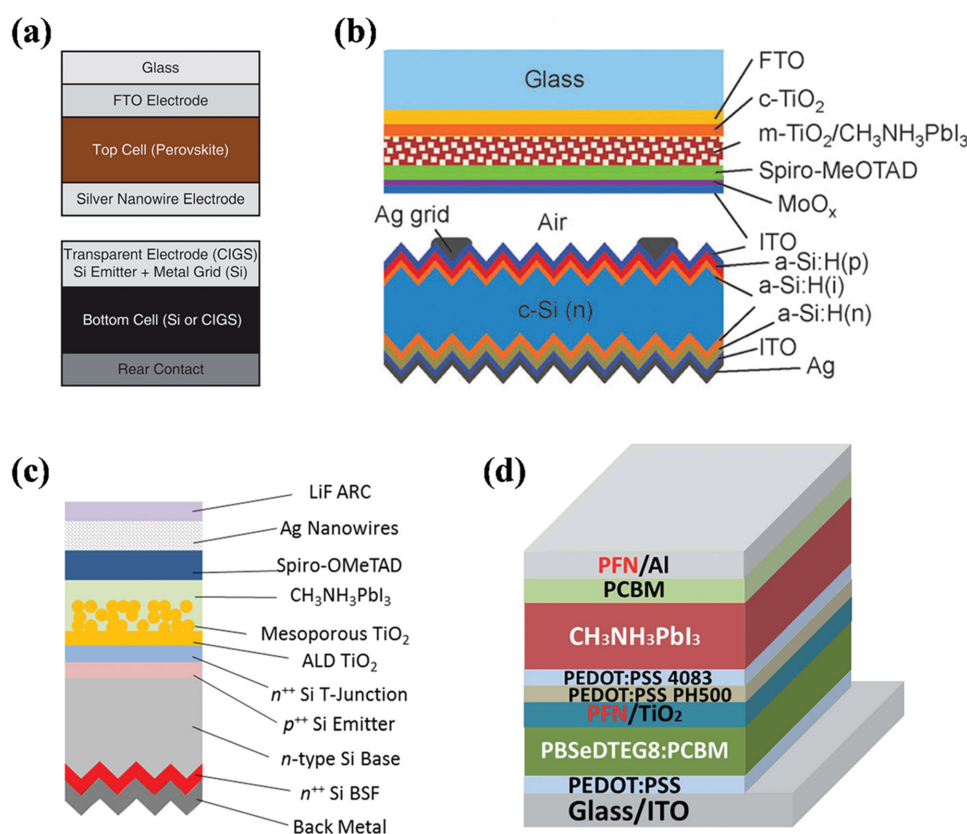 (a)
Glass
FTO Electrode
Top Cell (Perovskite)
Silver Nanowire Electrode
Transparent Electrode (CIGS)
Si Emitter + Metal Grid (Si)
Bottom Cell (Si or CIGS)
Rear Contact
(b)
Glass
FTO
c-TiO₂
m-TiO₂/CH₃NH₃PbI₃
Spiro-MeOTAD
MoOₓ
Ag grid
Air
ITO
a-Si:H(p)
a-Si:H(i)
c-Si (n)
a-Si:H(n)
ITO
Ag
(c)
LiF ARC
Ag Nanowires
Spiro-OMeTAD
CH₃NH₃PbI₃
Mesoporous TiO₂
ALD TiO₂
n⁺⁺ Si T-Junction
p⁺⁺ Si Emitter
n-type Si Base
n⁺⁺ Si BSF
Back Metal
(d)
PFN/Al
PCBM
CH₃NH₃PbI₃
PEDOT:PSS 4083
PEDOT:PSS PH500
PFN/TiO₂
PBSeDTEG8:PCBM
PEDOT:PSS
Glass/ITO